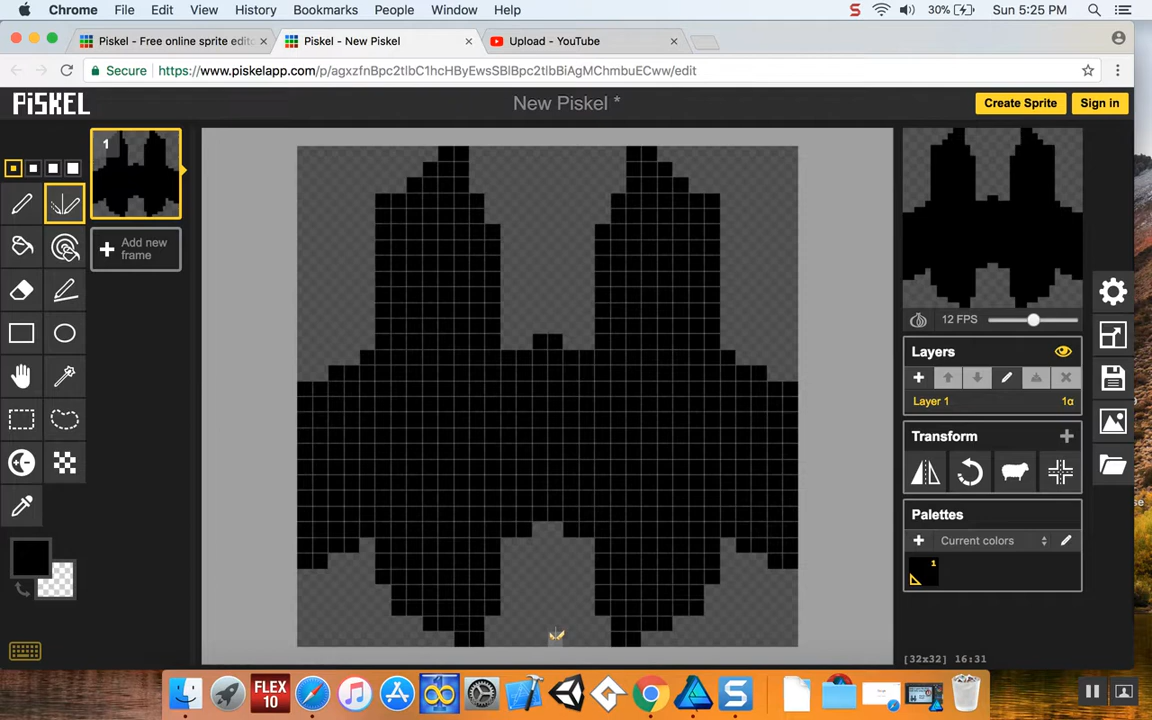 Chrome File Edit View History Bookmarks People Window Help S 30% Sun 5:25 PM
Piskel - Free online sprite edit
Piskel - New Piskel
Upload - YouTube
Secure https://www.piskelapp.com/p/agxzfnBpc2tlbC1hcHByEwsSBlBpc2tlbBiAgMChmbuECww/edit
PiSKEL
New Piskel *
Create Sprite
Sign in
1
Add new
frame
12 FPS
Layers
Layer 1
1α
Transform
Palettes
Current colors
1
[32x32] 16:31
FLEX
10